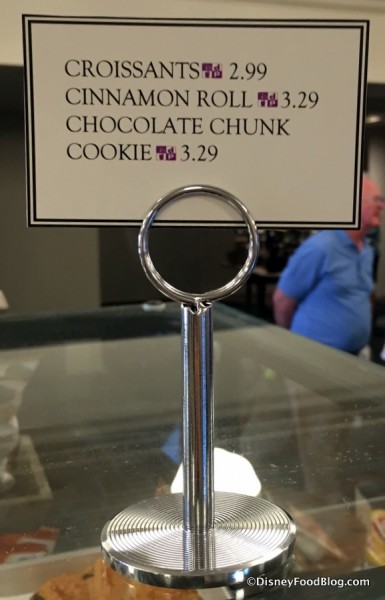 CROISSANTS 2.99
CINNAMON ROLL 3.29
CHOCOLATE CHUNK
COOKIE 3.29
©DisneyFoodBlog.com